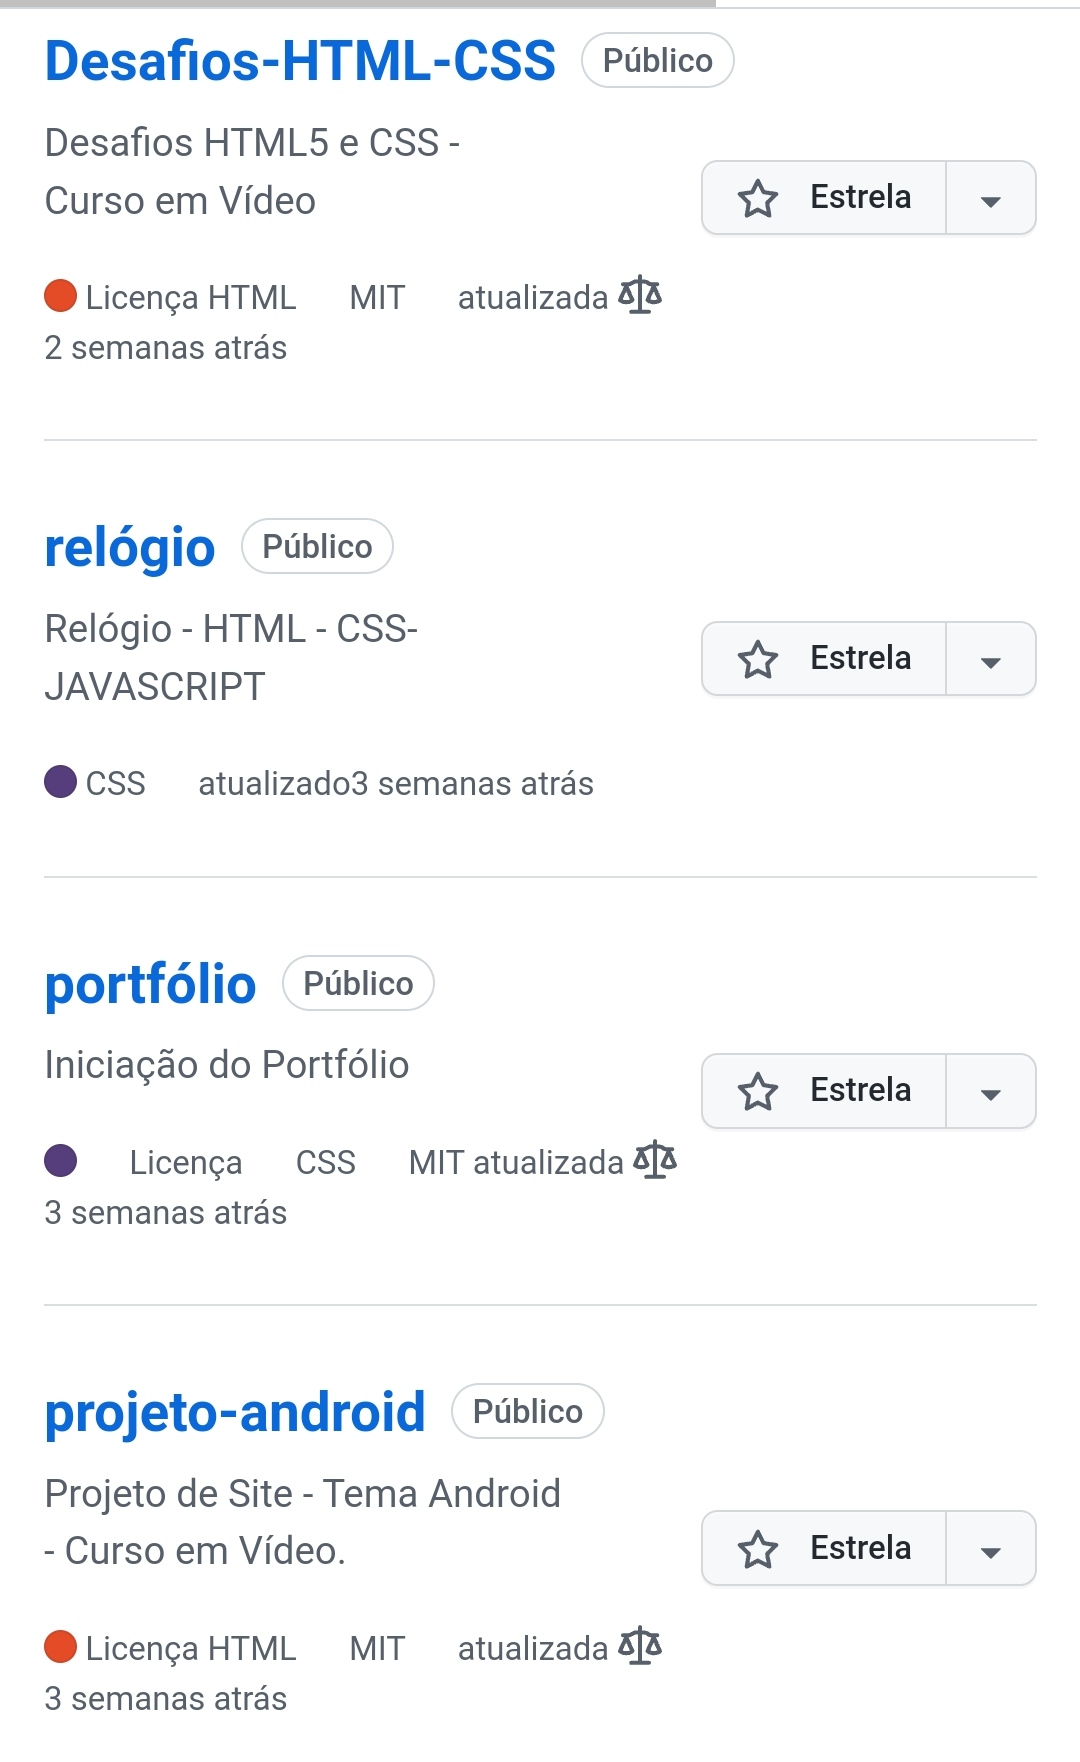 Desafios-HTML-CSS Público
Desafios HTML5 e CSS -
Curso em Vídeo
Estrela
Licença HTML MIT atualizada
2 semanas atrás
relógio Público
Relógio - HTML - CSS-
JAVASCRIPT
Estrela
CSS atualizado3 semanas atrás
portfólio Público
Iniciação do Portfólio
Estrela
Licença CSS MIT atualizada
3 semanas atrás
projeto-android Público
Projeto de Site - Tema Android
- Curso em Vídeo.
Estrela
Licença HTML MIT atualizada
3 semanas atrás